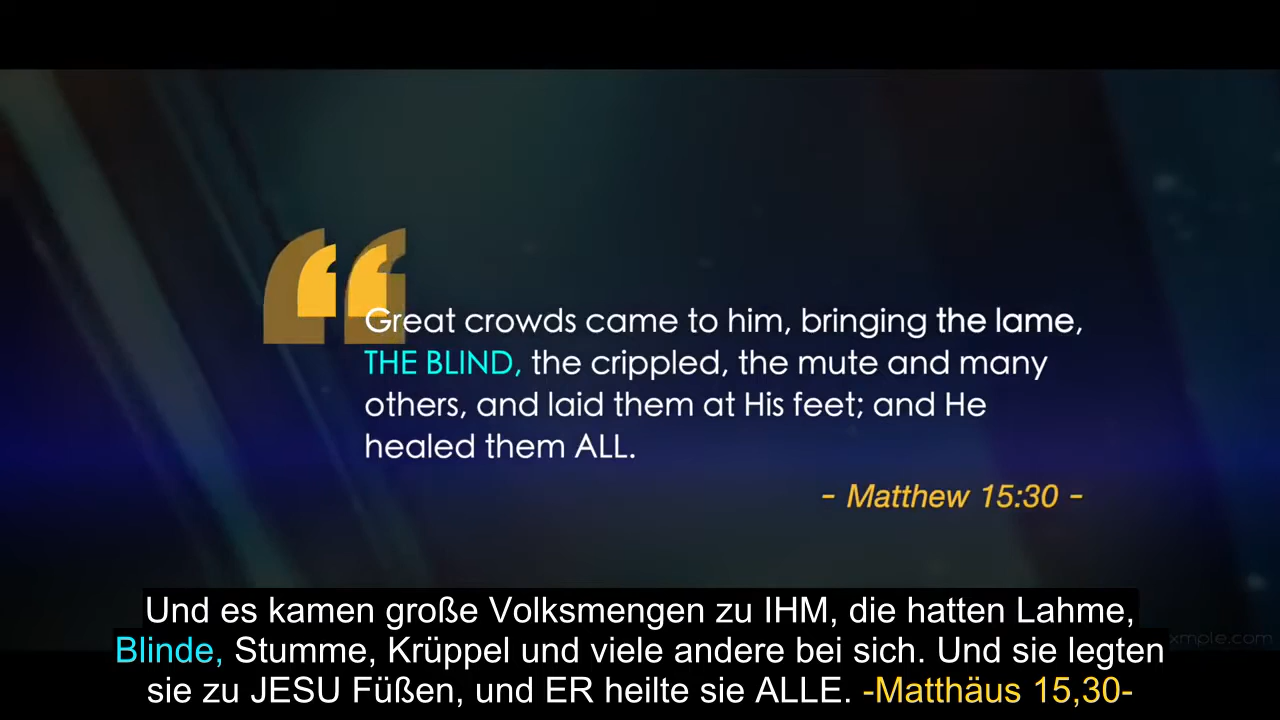 Great crowds came to him, bringing the lame,
THE BLIND, the crippled, the mute and many
others, and laid them at His feet; and He
healed them ALL.
- Matthew 15:30 -
Und es kamen große Volksmengen zu IHM, die hatten Lahme,
Blinde, Stumme, Krüppel und viele andere bei sich. Und sie legten
sie zu JESU Füßen, und ER heilte sie ALLE. -Matthäus 15,30-